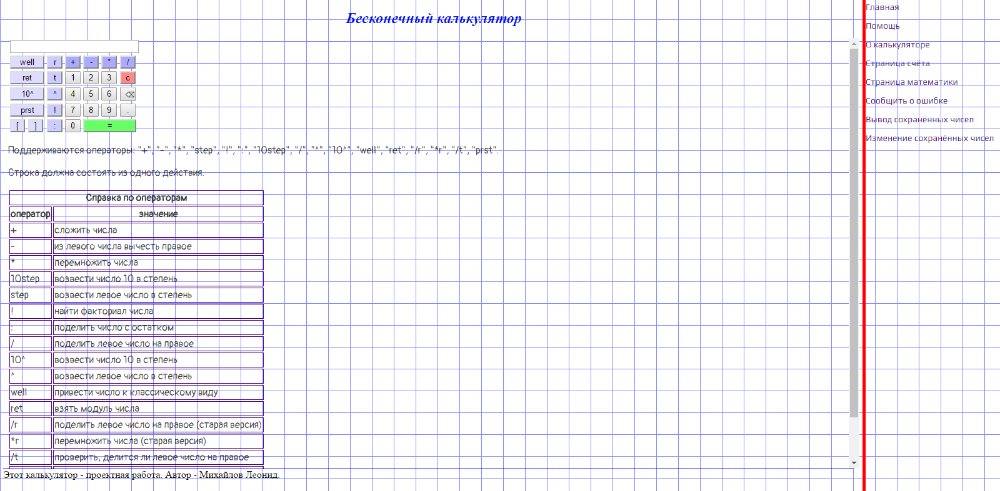 Бесконечный калькулятор
well r + - * /
ret t 1 2 3 c
10^ ^ 4 5 6 ⌫
prst ! 7 8 9 .
[ ] : 0 =
Поддерживаются операторы: "+", "-", "*", "step", "!", ":", "10step", "/", "^", "10^", "well", "ret", "/r", "*r", "/t", "prst".
Строка должна состоять из одного действия.
Справка по операторам
оператор значение
+ сложить числа
- из левого числа вычесть правое
* перемножить числа
10step возвести число 10 в степень
step возвести левое число в степень
! найти факториал числа
: поделить число с остатком
/ поделить левое число на правое
10^ возвести число 10 в степень
^ возвести левое число в степень
well привести число к классическому виду
ret взять модуль числа
/r поделить левое число на правое (старая версия)
*r перемножить числа (старая версия)
/t проверить, делится ли левое число на правое
Этот калькулятор - проектная работа. Автор - Михайлов Леонид.
Главная
Помощь
О калькуляторе
Страница счёта
Страница математики
Сообщить о ошибке
Вывод сохранённых чисел
Изменение сохранённых чисел